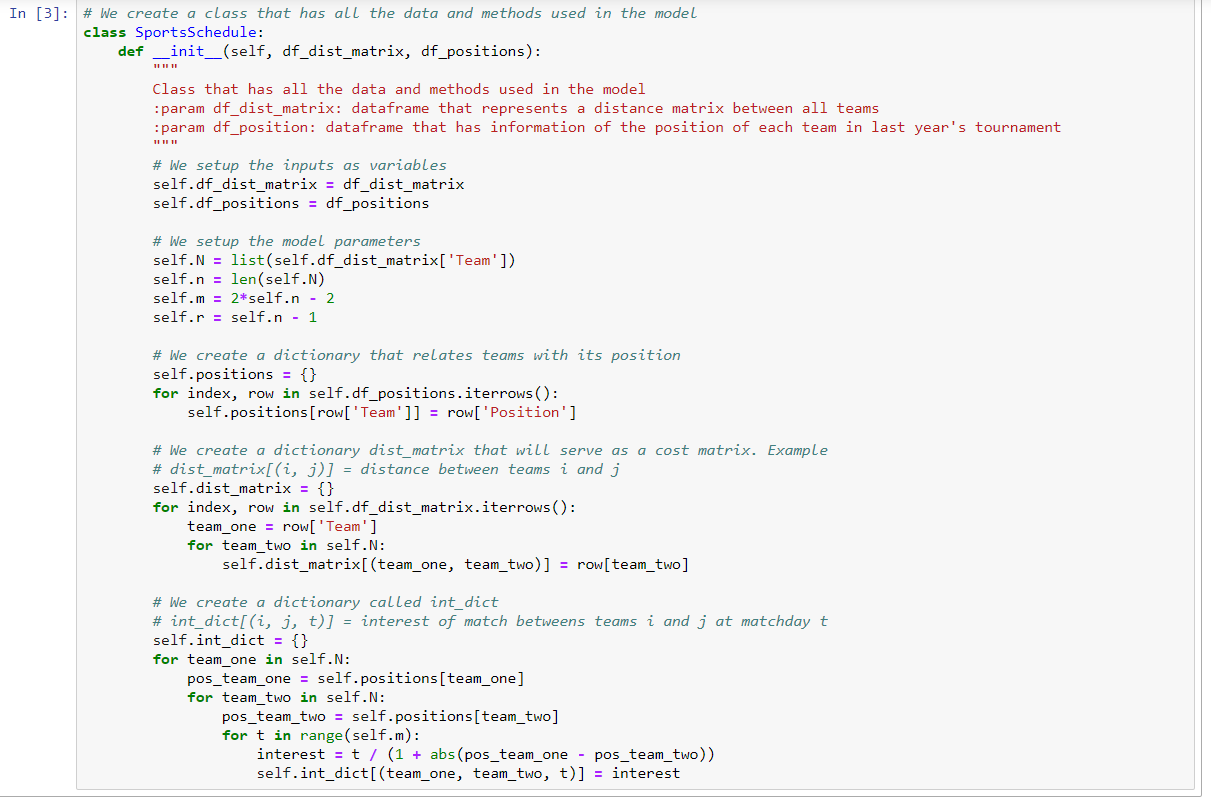 In [3]: # We create a class that has all the data and methods used in the model
class SportsSchedule:
    def __init__(self, df_dist_matrix, df_positions):
        """
        Class that has all the data and methods used in the model
        :param df_dist_matrix: dataframe that represents a distance matrix between all teams
        :param df_position: dataframe that has information of the position of each team in last year's tournament
        """
        # We setup the inputs as variables
        self.df_dist_matrix = df_dist_matrix
        self.df_positions = df_positions

        # We setup the model parameters
        self.N = list(self.df_dist_matrix['Team'])
        self.n = len(self.N)
        self.m = 2*self.n - 2
        self.r = self.n - 1

        # We create a dictionary that relates teams with its position
        self.positions = {}
        for index, row in self.df_positions.iterrows():
            self.positions[row['Team']] = row['Position']

        # We create a dictionary dist_matrix that will serve as a cost matrix. Example
        # dist_matrix[(i, j)] = distance between teams i and j
        self.dist_matrix = {}
        for index, row in self.df_dist_matrix.iterrows():
            team_one = row['Team']
            for team_two in self.N:
                self.dist_matrix[(team_one, team_two)] = row[team_two]

        # We create a dictionary called int_dict
        # int_dict[(i, j, t)] = interest of match betweens teams i and j at matchday t
        self.int_dict = {}
        for team_one in self.N:
            pos_team_one = self.positions[team_one]
            for team_two in self.N:
                pos_team_two = self.positions[team_two]
                for t in range(self.m):
                    interest = t / (1 + abs(pos_team_one - pos_team_two))
                    self.int_dict[(team_one, team_two, t)] = interest